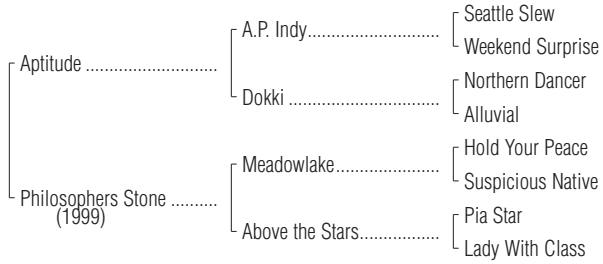 Seattle Slew
A.P. Indy..............................
Weekend Surprise
Aptitude ..............................
Northern Dancer
Dokki ..................................
Alluvial
Hold Your Peace
Meadowlake.......................
Suspicious Native
Philosophers Stone ..........
(1999)
Pia Star
Above the Stars..................
Lady With Class